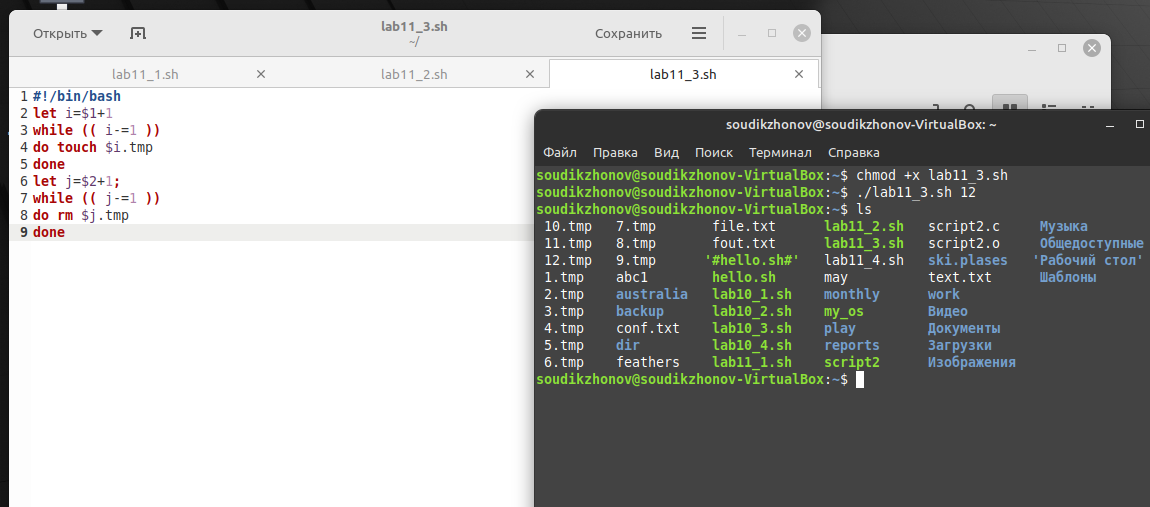 Открыть
lab11_3.sh
~/
Сохранить
lab11_1.sh
lab11_2.sh
lab11_3.sh
1 #!/bin/bash
2 let i=$1+1
3 while (( i-=1 ))
4 do touch $i.tmp
5 done
6 let j=$2+1;
7 while (( j-=1 ))
8 do rm $j.tmp
9 done
soudikzhonov@soudikzhonov-VirtualBox: ~
Файл Правка Вид Поиск Терминал Справка
soudikzhonov@soudikzhonov-VirtualBox:~$ chmod +x lab11_3.sh
soudikzhonov@soudikzhonov-VirtualBox:~$ ./lab11_3.sh 12
soudikzhonov@soudikzhonov-VirtualBox:~$ ls
10.tmp 7.tmp file.txt lab11_2.sh script2.c Музыка
11.tmp 8.tmp fout.txt lab11_3.sh script2.o Общедоступные
12.tmp 9.tmp '#hello.sh#' lab11_4.sh ski.plases 'Рабочий стол'
1.tmp abc1 hello.sh may text.txt Шаблоны
2.tmp australia lab10_1.sh monthly work
3.tmp backup lab10_2.sh my_os Видео
4.tmp conf.txt lab10_3.sh play Документы
5.tmp dir lab10_4.sh reports Загрузки
6.tmp feathers lab11_1.sh script2 Изображения
soudikzhonov@soudikzhonov-VirtualBox:~$